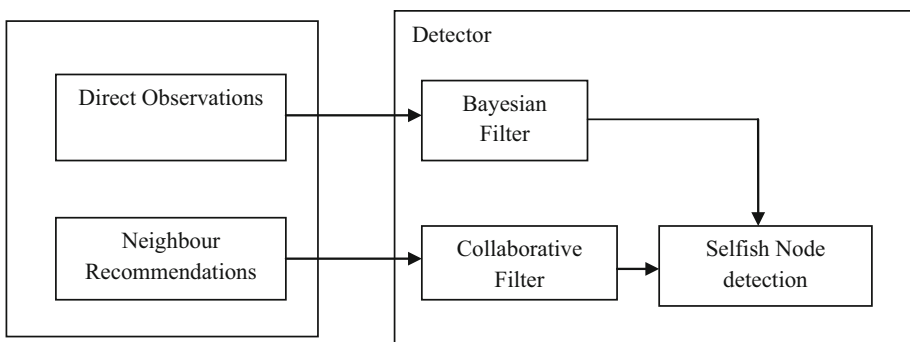 Detector
Direct Observations
Bayesian
Filter
Neighbour
Recommendations
Collaborative
Filter
Selfish Node
detection